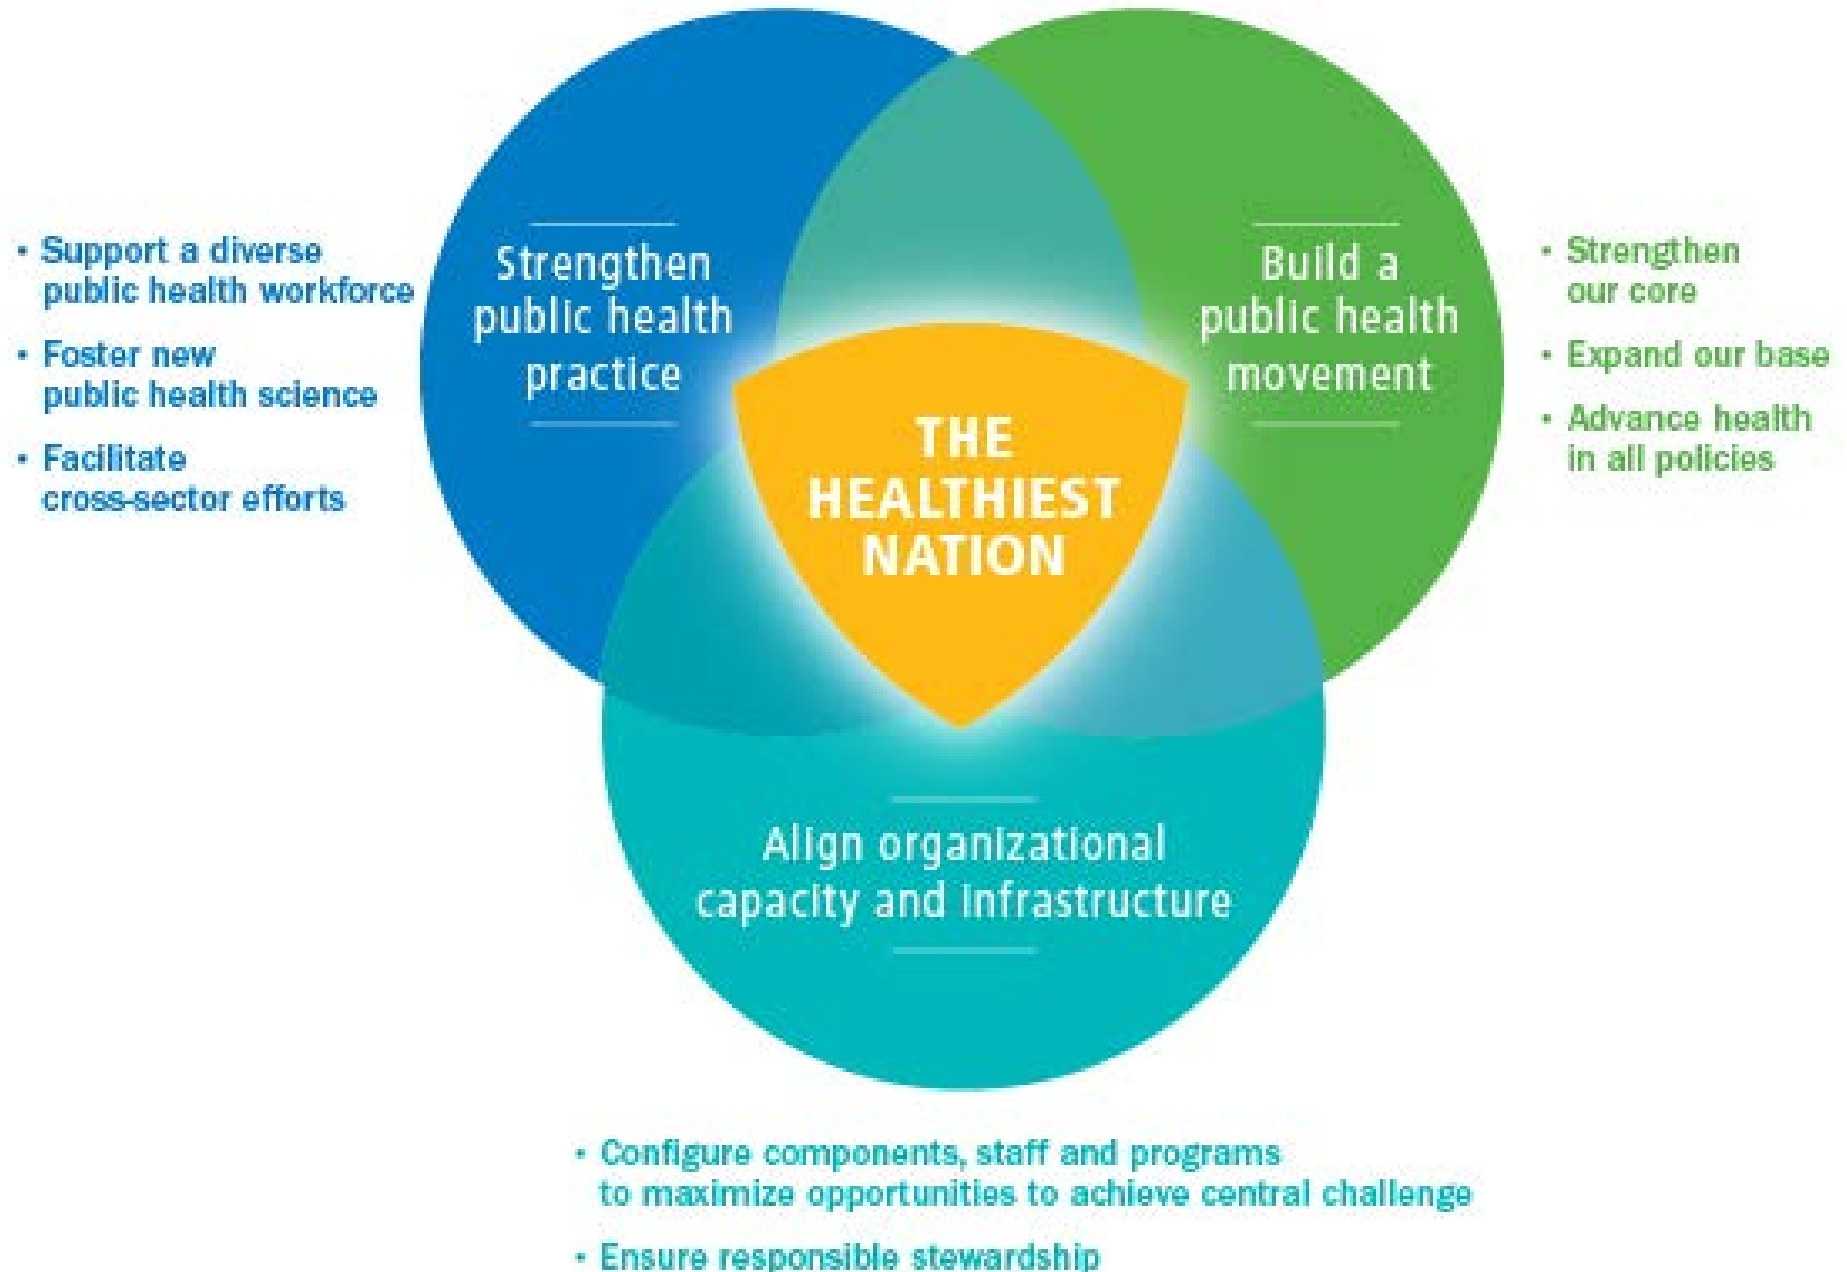 • Support a diverse
public health workforce
• Foster new
public health science
• Facilitate
cross-sector efforts
Strengthen
public health
practice
Build a
public health
movement
• Strengthen
our core
• Expand our base
• Advance health
in all policies
THE
HEALTHIEST
NATION
Align organizational
capacity and infrastructure
• Configure components, staff and programs
to maximize opportunities to achieve central challenge
• Ensure responsible stewardship